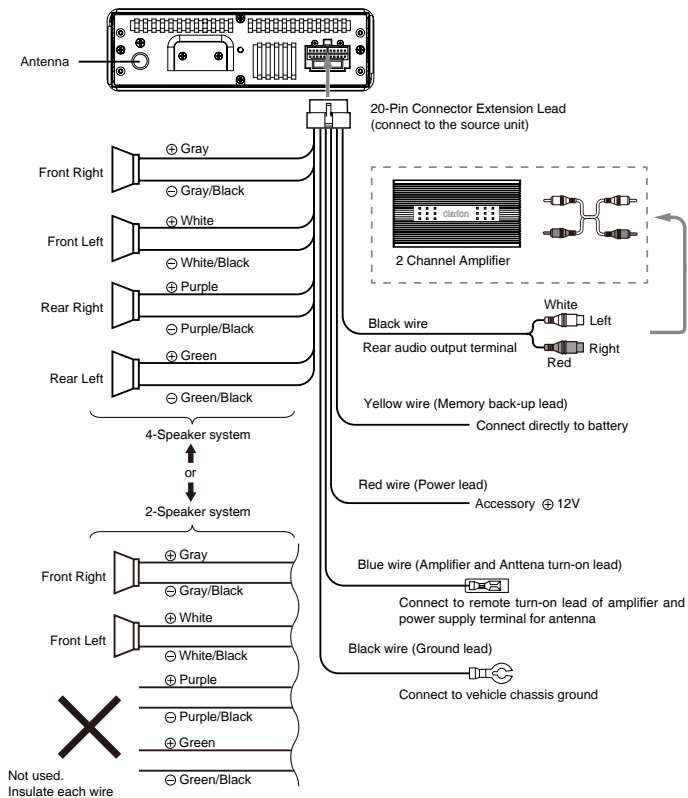 Antenna
20-Pin Connector Extension Lead
(connect to the source unit)
Front Right
⊕ Gray
⊖ Gray/Black
Front Left
⊕ White
⊖ White/Black
Rear Right
⊕ Purple
⊖ Purple/Black
Rear Left
⊕ Green
⊖ Green/Black
4-Speaker system
or
2-Speaker system
Front Right
⊕ Gray
⊖ Gray/Black
Front Left
⊕ White
⊖ White/Black
⊕ Purple
⊖ Purple/Black
⊕ Green
⊖ Green/Black
Not used.
Insulate each wire
clarion
2 Channel Amplifier
Black wire
Rear audio output terminal
White
Left
Right
Red
Yellow wire (Memory back-up lead)
Connect directly to battery
Red wire (Power lead)
Accessory ⊕ 12V
Blue wire (Amplifier and Anttena turn-on lead)
Connect to remote turn-on lead of amplifier and
power supply terminal for antenna
Black wire (Ground lead)
Connect to vehicle chassis ground